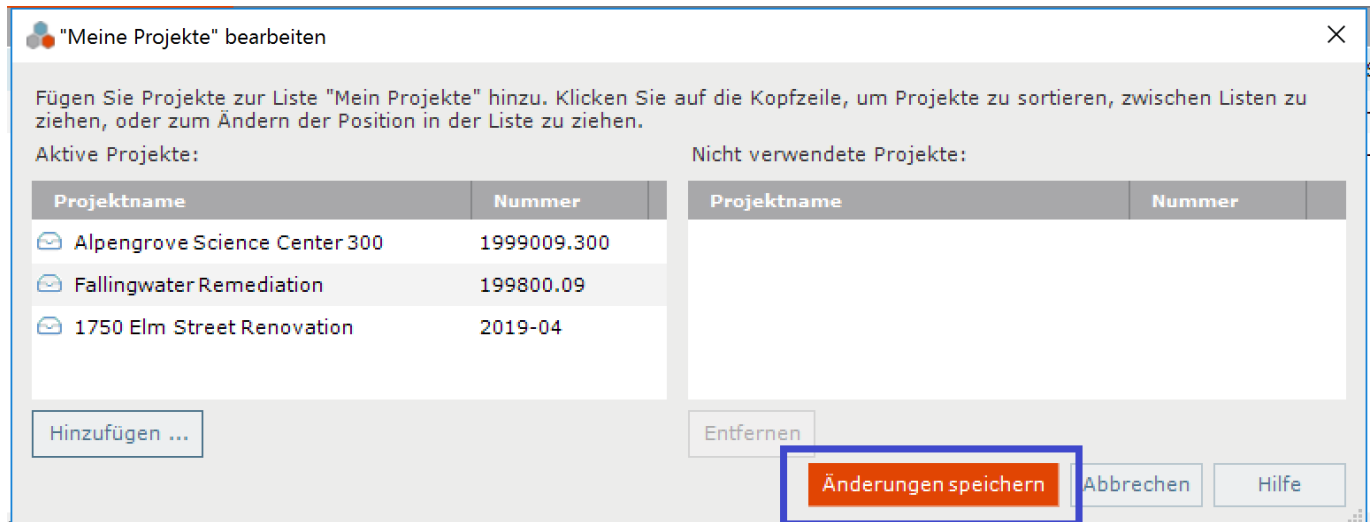 "Meine Projekte" bearbeiten
Fügen Sie Projekte zur Liste "Mein Projekte" hinzu. Klicken Sie auf die Kopfzeile, um Projekte zu sortieren, zwischen Listen zu
ziehen, oder zum Ändern der Position in der Liste zu ziehen.
Aktive Projekte:
Nicht verwendete Projekte:
Projektname Nummer
Projektname Nummer
Alpengrove Science Center 300 1999009.300
Fallingwater Remediation 199800.09
1750 Elm Street Renovation 2019-04
Hinzufügen ...
Entfernen
Änderungen speichern Abbrechen Hilfe